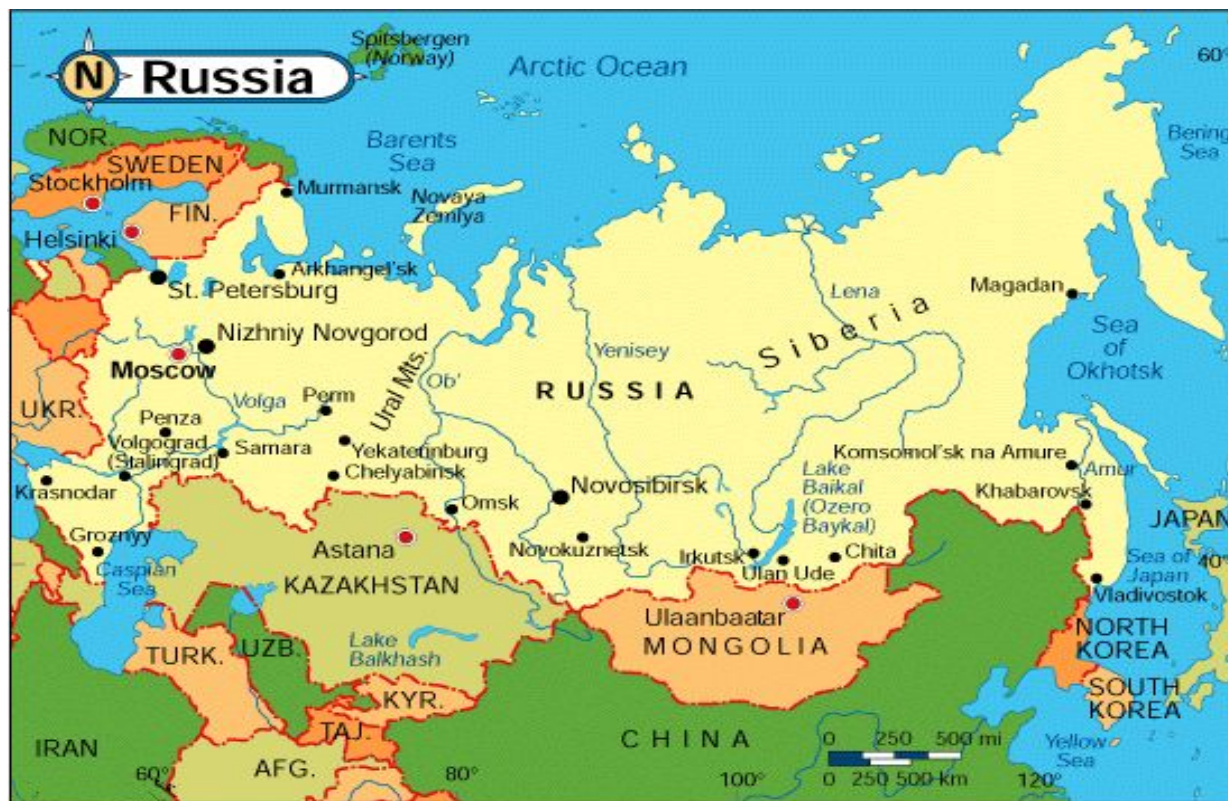 N
Russia
Spitsbergen
(Norway)
Arctic Ocean
60°
NOR.
Barents
Sea
Bering
Sea
SWEDEN
Stockholm
Murmansk
Novaya
Zemlya
FIN.
Helsinki
Arkhangel'sk
St. Petersburg
Lena
Magadan
Siberia
Sea
of
Okhotsk
Nizhniy Novgorod
Moscow
Yenisey
Ural Mts.
Ob'
RUSSIA
UKR.
Volga
Perm
Penza
Volgograd
(Stalingrad)
Samara
Yekaterinburg
Chelyabinsk
Komsomol'sk na Amure
Amur
Krasnodar
Omsk
Novosibirsk
Lake
Baikal
(Ozero
Baykal)
Khabarovsk
JAPAN
Groznyy
Astana
Novokuznetsk
Irkutsk
Chita
Ulan Ude
Sea of
Japan
40°
Caspian
Sea
KAZAKHSTAN
Vladivostok
Ulaanbaatar
MONGOLIA
NORTH
KOREA
TURK.
UZB.
Lake
Balkhash
KYR.
SOUTH
KOREA
TAJ.
IRAN
AFG.
CHINA
Yellow
Sea
0 250 500 mi
0 250 500 km
60°
80°
100°
120°